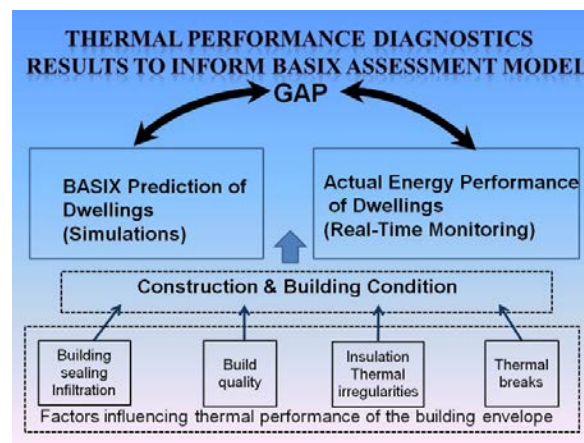 THERMAL PERFORMANCE DIAGNOSTICS
RESULTS TO INFORM BASIX ASSESSMENT MODEL
GAP
BASIX Prediction of
Dwellings
(Simulations)
Actual Energy Performance
of Dwellings
(Real-Time Monitoring)
Construction & Building Condition
Building
sealing
Infiltration
Build
quality
Insulation
Thermal
irregularities
Thermal
breaks
Factors influencing thermal performance of the building envelope